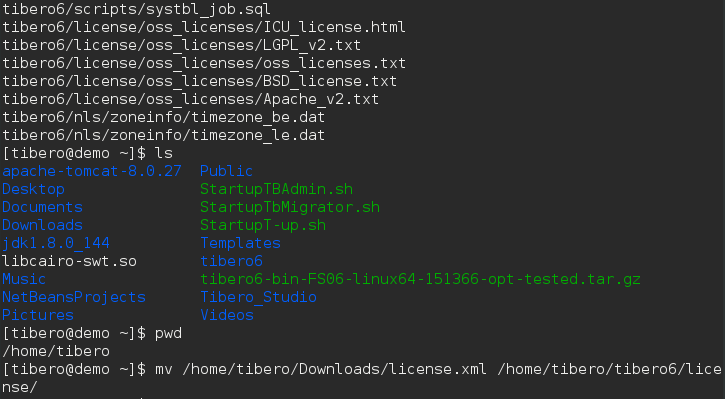 tibero6/scripts/systbl_job.sql
tibero6/license/oss_licenses/ICU_license.html
tibero6/license/oss_licenses/LGPL_v2.txt
tibero6/license/oss_licenses/oss_licenses.txt
tibero6/license/oss_licenses/BSD_license.txt
tibero6/license/oss_licenses/Apache_v2.txt
tibero6/nls/zoneinfo/timezone_be.dat
tibero6/nls/zoneinfo/timezone_le.dat
[tibero@demo ~]$ ls
apache-tomcat-8.0.27  Public
Desktop               StartupTBAdmin.sh
Documents             StartupTbMigrator.sh
Downloads             StartupT-up.sh
jdk1.8.0_144          Templates
libcairo-swt.so       tibero6
Music                 tibero6-bin-FS06-linux64-151366-opt-tested.tar.gz
NetBeansProjects      Tibero_Studio
Pictures              Videos
[tibero@demo ~]$ pwd
/home/tibero
[tibero@demo ~]$ mv /home/tibero/Downloads/license.xml /home/tibero/tibero6/lice
nse/